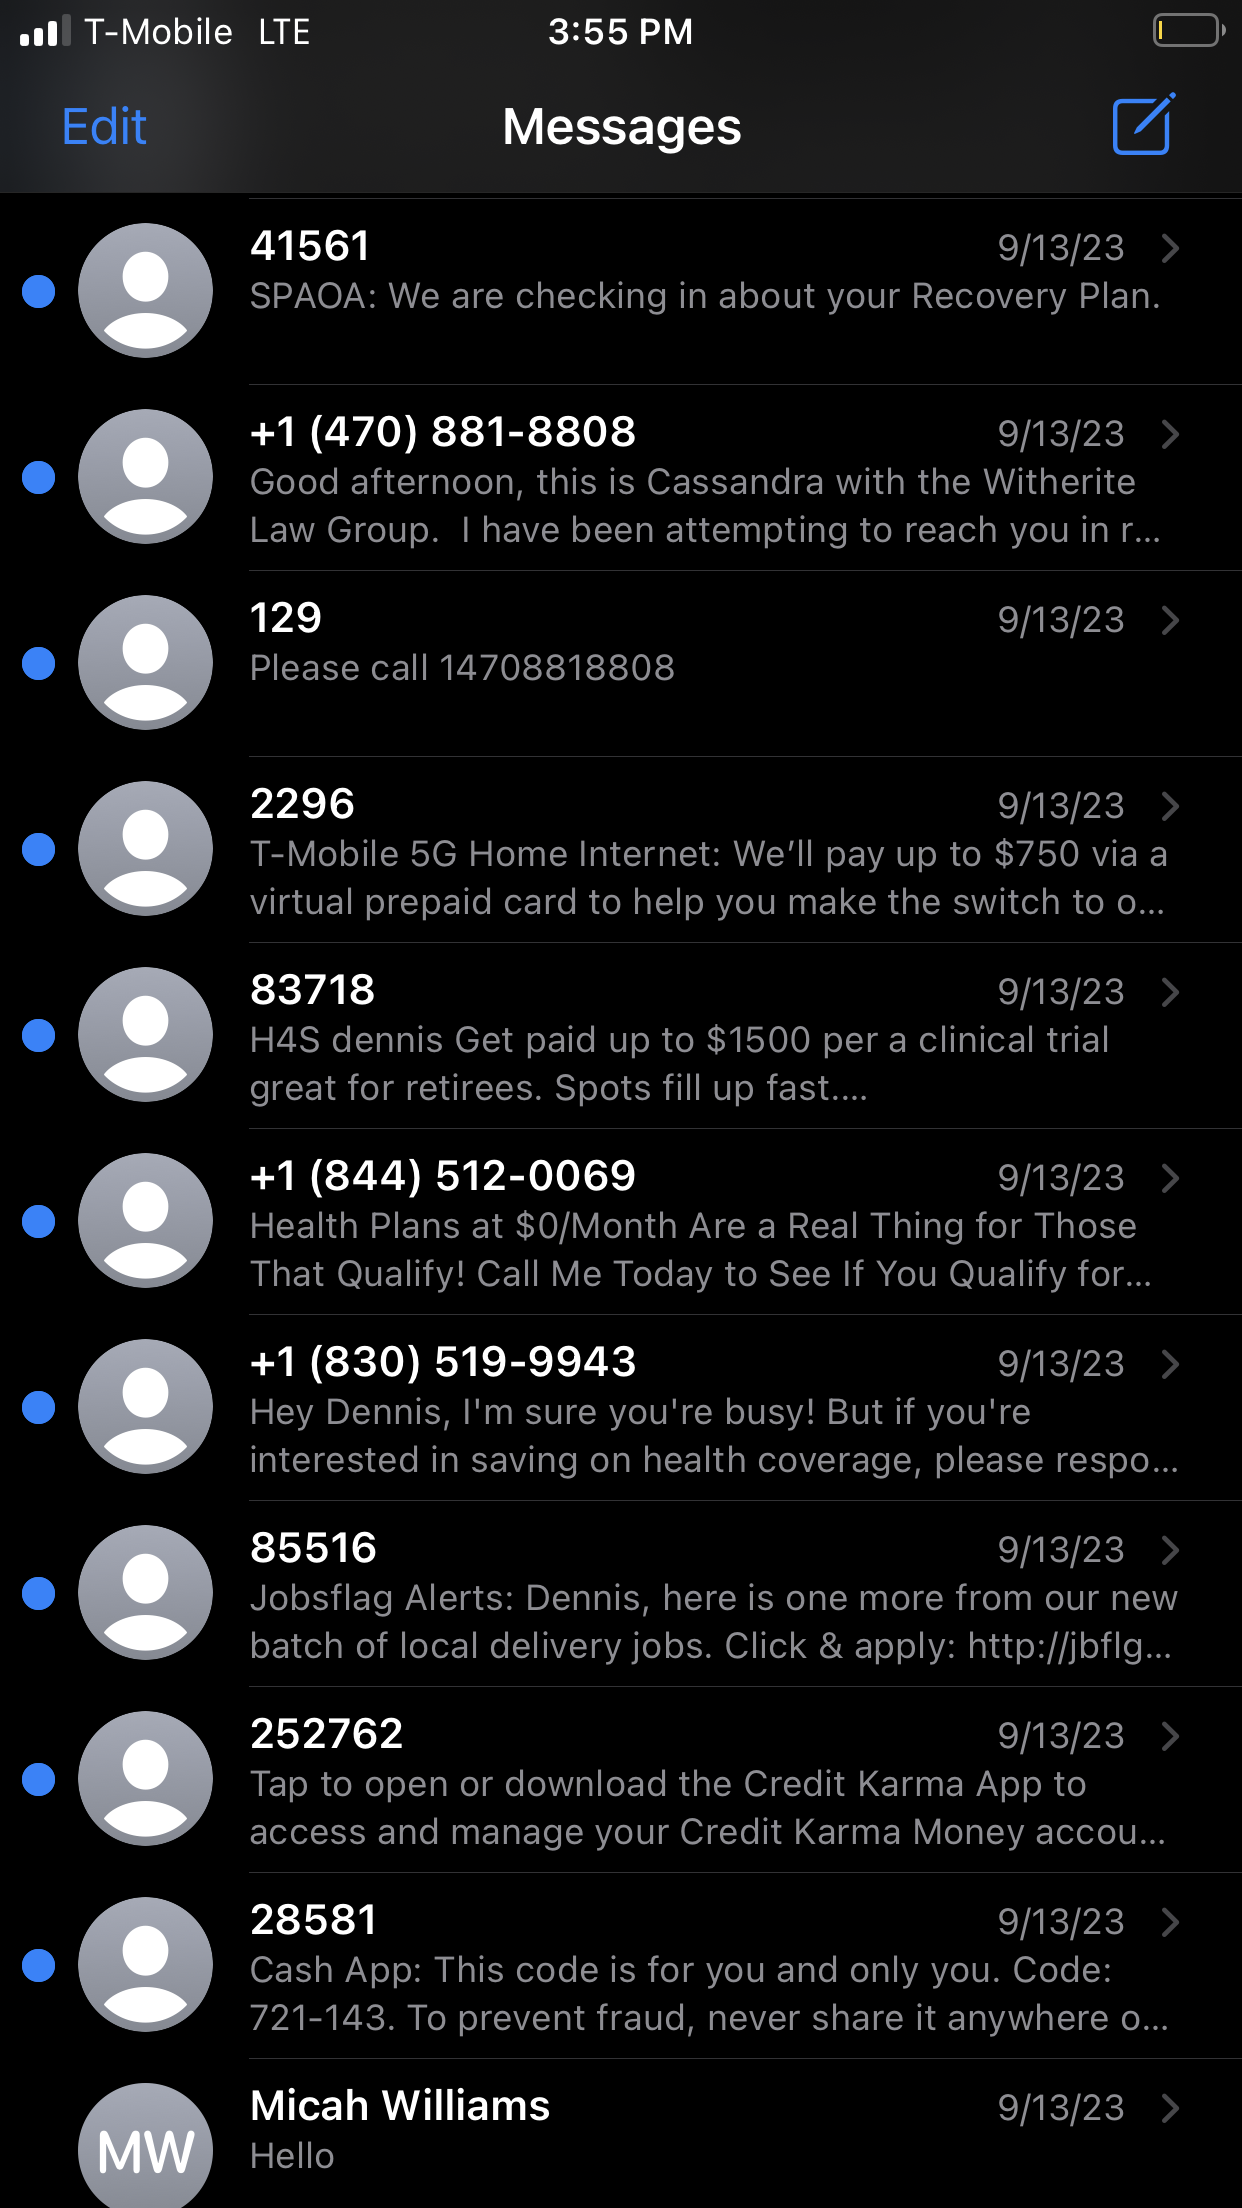 T-Mobile LTE 3:55 PM
Edit Messages
41561 9/13/23
SPAOA: We are checking in about your Recovery Plan.
+1 (470) 881-8808 9/13/23
Good afternoon, this is Cassandra with the Witherite
Law Group.  I have been attempting to reach you in r...
129 9/13/23
Please call 14708818808
2296 9/13/23
T-Mobile 5G Home Internet: We’ll pay up to $750 via a
virtual prepaid card to help you make the switch to o...
83718 9/13/23
H4S dennis Get paid up to $1500 per a clinical trial
great for retirees. Spots fill up fast....
+1 (844) 512-0069 9/13/23
Health Plans at $0/Month Are a Real Thing for Those
That Qualify! Call Me Today to See If You Qualify for...
+1 (830) 519-9943 9/13/23
Hey Dennis, I'm sure you're busy! But if you're
interested in saving on health coverage, please respo...
85516 9/13/23
Jobsflag Alerts: Dennis, here is one more from our new
batch of local delivery jobs. Click & apply: http://jbflg...
252762 9/13/23
Tap to open or download the Credit Karma App to
access and manage your Credit Karma Money accou...
28581 9/13/23
Cash App: This code is for you and only you. Code:
721-143. To prevent fraud, never share it anywhere o...
MW Micah Williams 9/13/23
Hello